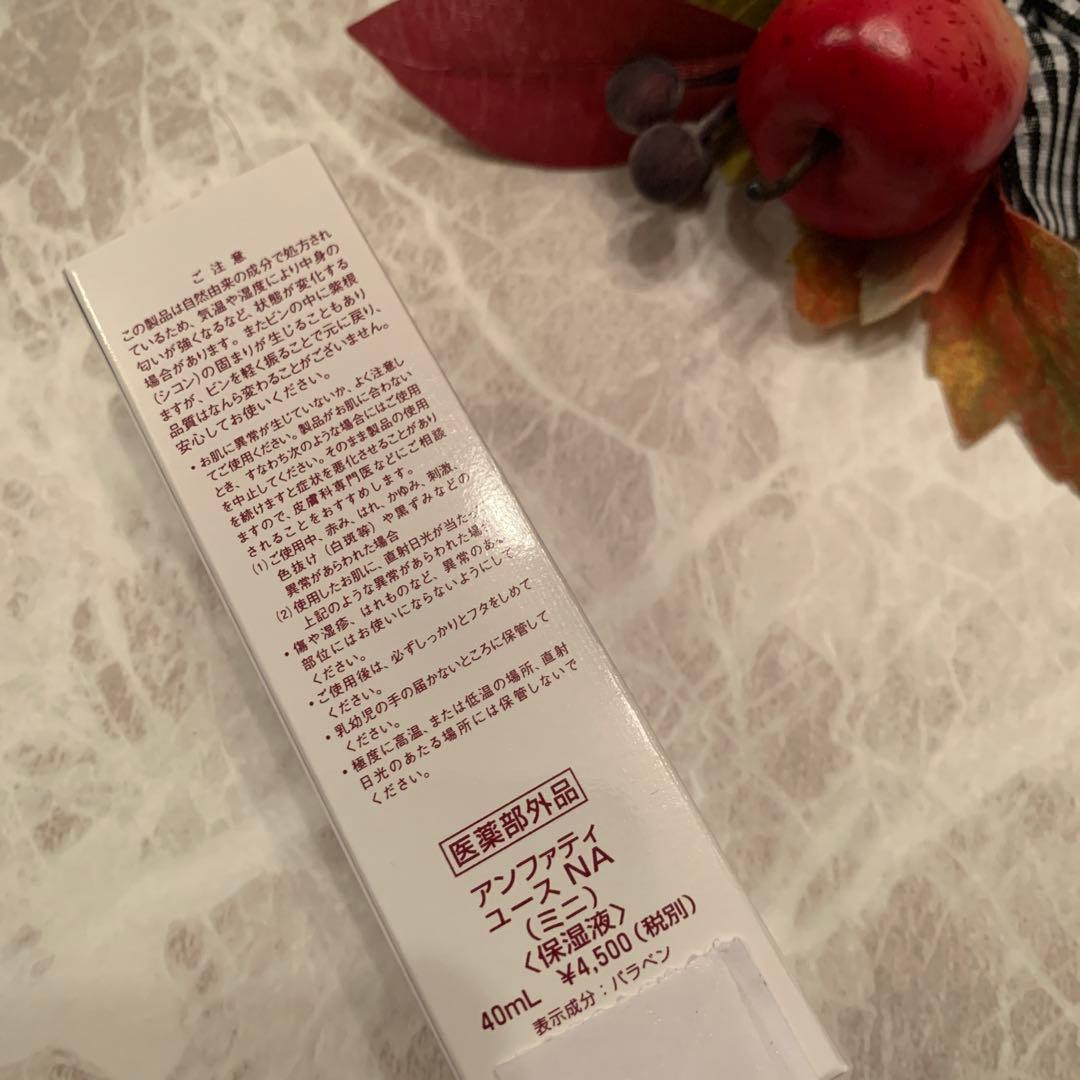 ご注意
この製品は自然由来の成分で処方され
ているため、気温や湿度により中身の
匂いが強くなるなど、状態が変化する
場合があります。またビンの中に紫根
(シコン)の固まりが生じることもあり
ますが、ビンを軽く振ることで元に戻り、
品質はなんら変わることがございません。
安心してお使いください。
•お肌に異常が生じていないか、よく注意し
てご使用ください。製品がお肌に合わない
とき、すなわち次のような場合にはご使用
を中止してください。そのまま製品の使用
を続けますと症状を悪化させることがあり
ますので、皮膚科専門医などにご相談
されることをおすすめします。
(1)ご使用中、赤み、はれ、かゆみ、刺激、
色抜け(白斑等)や黒ずみなどの
異常があらわれた場合
(2)使用したお肌に、直射日光が当た
上記のような異常があらわれた場
•傷や湿疹、はれものなど、異常のあ
部位にはお使いにならないようにして
ください。
•ご使用後は、必ずしっかりとフタをしめて
ください。
•乳幼児の手の届かないところに保管して
ください。
•極度に高温、または低温の場所、直射
日光のあたる場所には保管しないで
ください。
医薬部外品
アンファティ
ユース NA
(ミニ)
〈保湿液〉
40mL ¥4,500(税別)
表示成分:パラベン